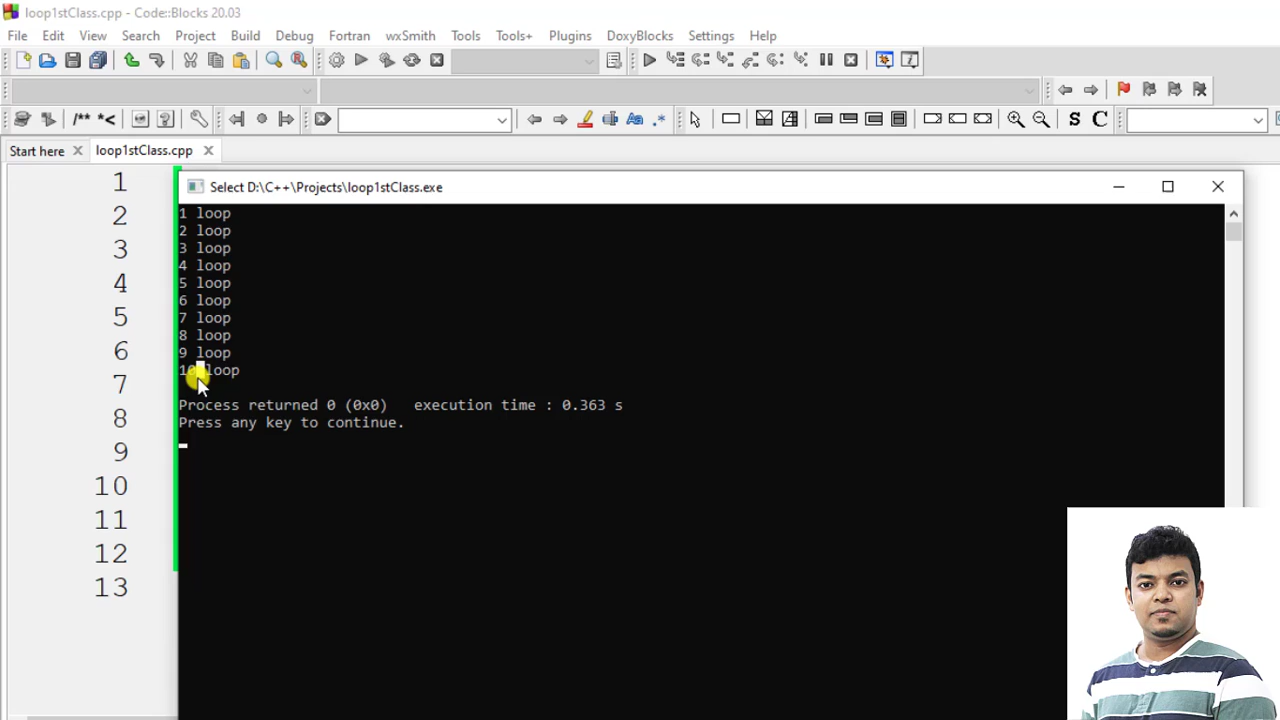 loop1stClass.cpp - Code::Blocks 20.03
File Edit View Search Project Build Debug Fortran wxSmith Tools Tools+ Plugins DoxyBlocks Settings Help
/** *< S C
Start here loop1stClass.cpp
Select D:\C++\Projects\loop1stClass.exe
1
2
3
4
5
6
7
8
9
10
11
12
13
1 loop
2 loop
3 loop
4 loop
5 loop
6 loop
7 loop
8 loop
9 loop
10 loop
Process returned 0 (0x0) execution time : 0.363 s
Press any key to continue.